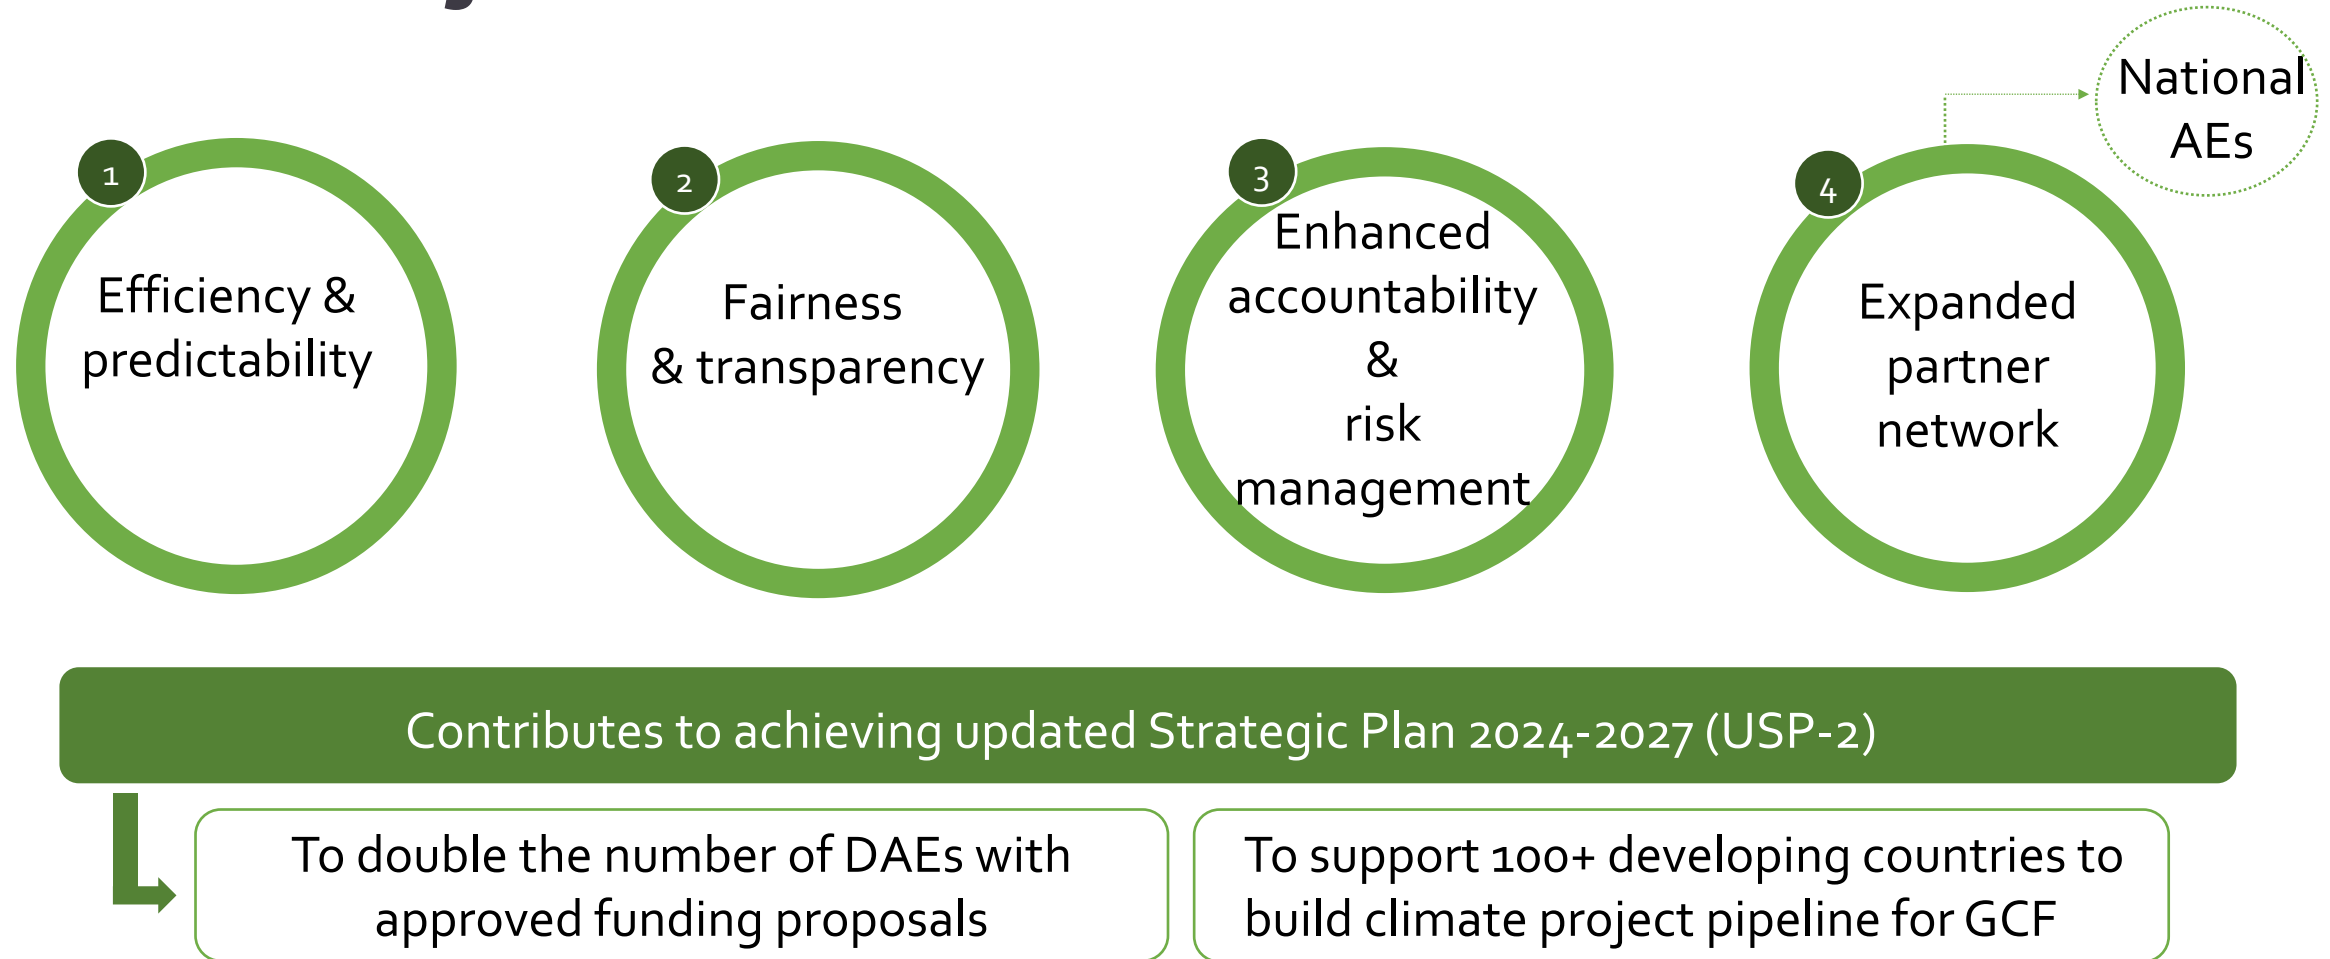 National
AEs
1
Efficiency &
predictability
2
Fairness
& transparency
3
Enhanced
accountability
&
risk
management
4
Expanded
partner
network
Contributes to achieving updated Strategic Plan 2024-2027 (USP-2)
To double the number of DAEs with
approved funding proposals
To support 100+ developing countries to
build climate project pipeline for GCF